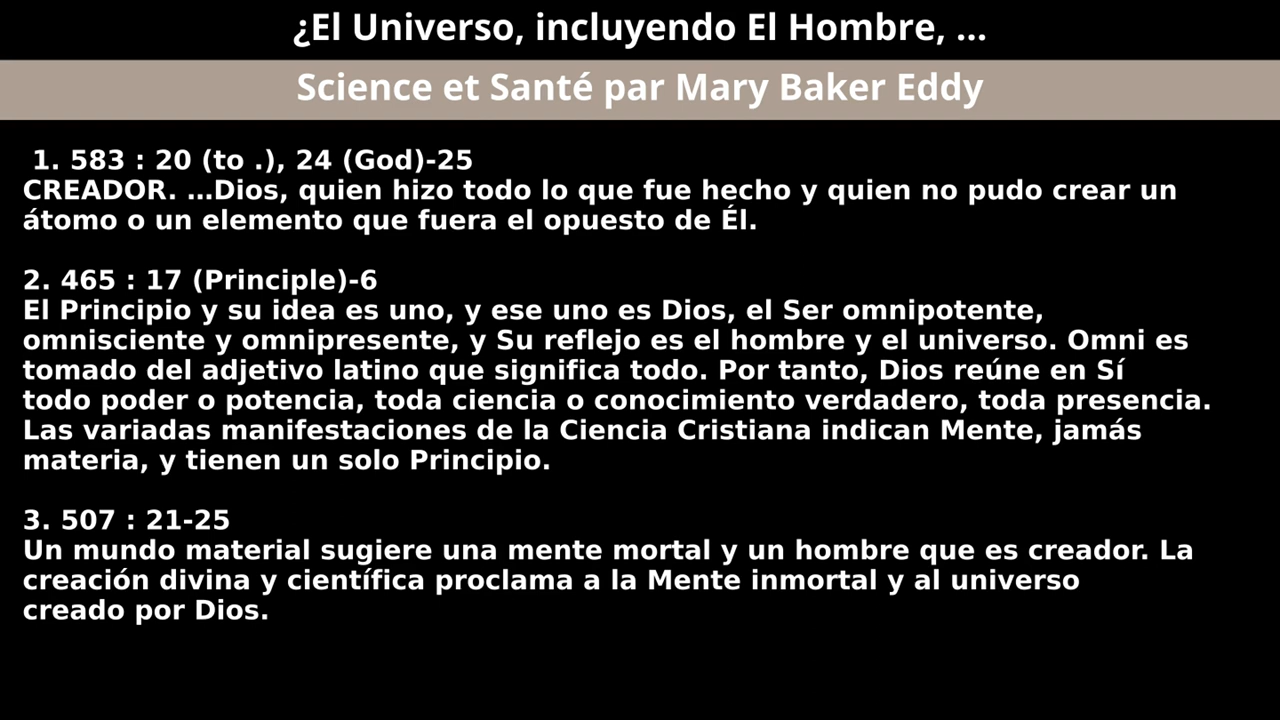 ¿El Universo, incluyendo El Hombre, ...
Science et Santé par Mary Baker Eddy
1. 583 : 20 (to .), 24 (God)-25
CREADOR. ...Dios, quien hizo todo lo que fue hecho y quien no pudo crear un
átomo o un elemento que fuera el opuesto de Él.
2. 465 : 17 (Principle)-6
El Principio y su idea es uno, y ese uno es Dios, el Ser omnipotente,
omnisciente y omnipresente, y Su reflejo es el hombre y el universo. Omni es
tomado del adjetivo latino que significa todo. Por tanto, Dios reúne en Sí
todo poder o potencia, toda ciencia o conocimiento verdadero, toda presencia.
Las variadas manifestaciones de la Ciencia Cristiana indican Mente, jamás
materia, y tienen un solo Principio.
3. 507 : 21-25
Un mundo material sugiere una mente mortal y un hombre que es creador. La
creación divina y científica proclama a la Mente inmortal y al universo
creado por Dios.